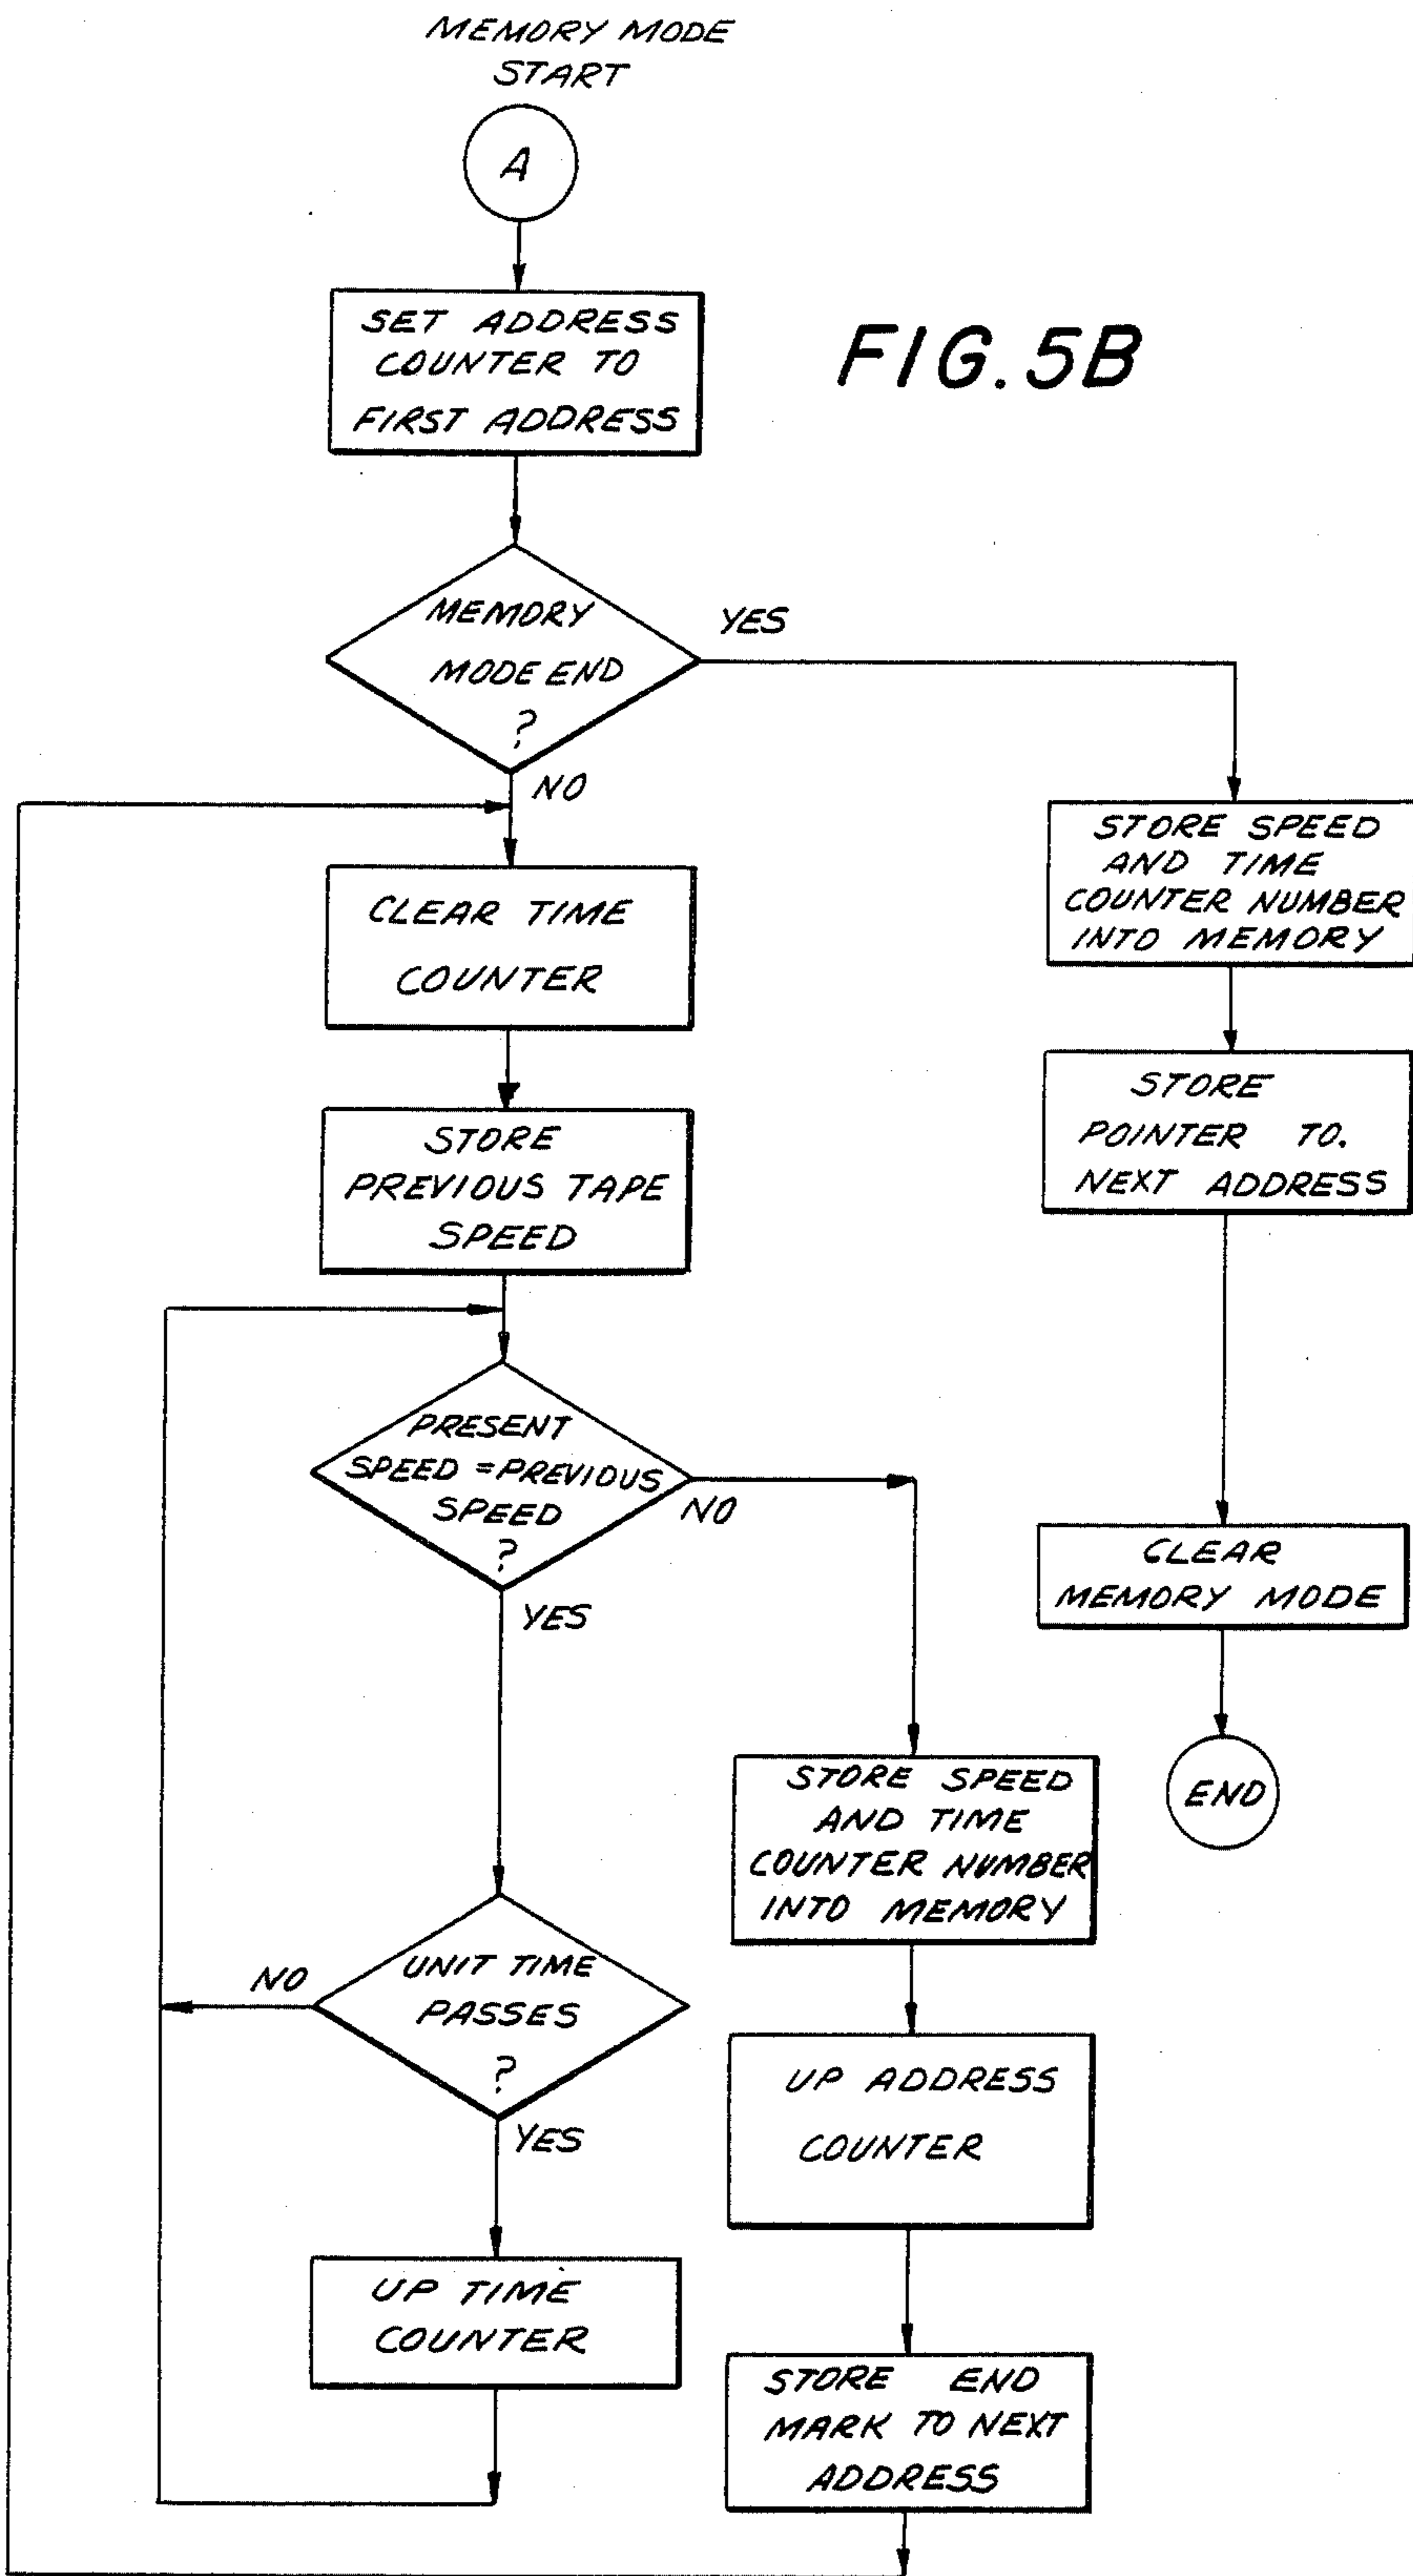 MEMORY MODE
START
A
SET ADDRESS
COUNTER TO
FIRST ADDRESS
FIG. 5B
MEMORY
MODE END
?
YES
NO
CLEAR TIME
COUNTER
STORE
PREVIOUS TAPE
SPEED
PRESENT
SPEED = PREVIOUS
SPEED
?
NO
YES
UNIT TIME
PASSES
?
NO
YES
UP TIME
COUNTER
STORE SPEED
AND TIME
COUNTER NUMBER
INTO MEMORY
UP ADDRESS
COUNTER
STORE END
MARK TO NEXT
ADDRESS
STORE SPEED
AND TIME
COUNTER NUMBER
INTO MEMORY
STORE
POINTER TO.
NEXT ADDRESS
CLEAR
MEMORY MODE
END